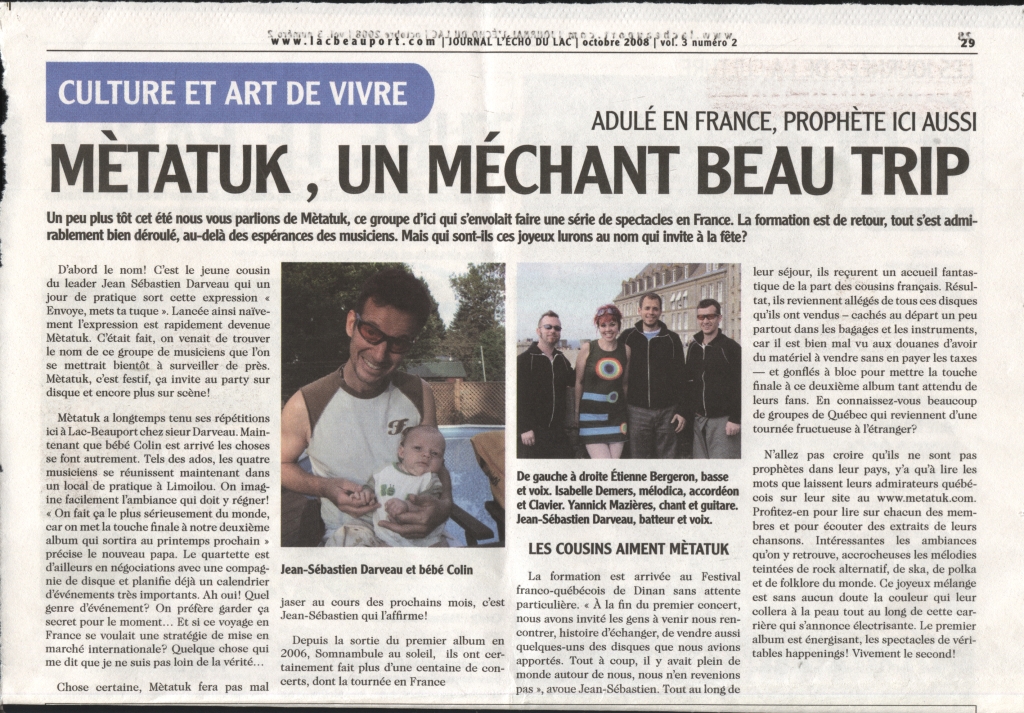 www.lacbeauport.com | JOURNAL L'ÉCHO DU LAC | octobre 2008 | vol. 3 numéro 2
29
CULTURE ET ART DE VIVRE
ADULÉ EN FRANCE, PROPHÈTE ICI AUSSI
MÈTATUK , UN MÉCHANT BEAU TRIP
Un peu plus tôt cet été nous vous parlions de Mètatuk, ce groupe d'ici qui s'envolait faire une série de spectacles en France. La formation est de retour, tout s'est admi-
rablement bien déroulé, au-delà des espérances des musiciens. Mais qui sont-ils ces joyeux lurons au nom qui invite à la fête?
D'abord le nom! C'est le jeune cousin
du leader Jean Sébastien Darveau qui un
jour de pratique sort cette expression «
Envoye, mets ta tuque ». Lancée ainsi naïve-
ment l'expression est rapidement devenue
Mètatuk. C'était fait, on venait de trouver
le nom de ce groupe de musiciens que l'on
se mettrait bientôt à surveiller de près.
Mètatuk, c'est festif, ça invite au party sur
disque et encore plus sur scène!
Mètatuk a longtemps tenu ses répétitions
ici à Lac-Beauport chez sieur Darveau. Main-
tenant que bébé Colin est arrivé les choses
se font autrement. Tels des ados, les quatre
musiciens se réunissent maintenant dans
un local de pratique à Limoilou. On imag-
ine facilement l'ambiance qui doit y régner!
« On fait ça le plus sérieusement du monde,
car on met la touche finale à notre deuxième
album qui sortira au printemps prochain »
précise le nouveau papa. Le quartette est
d'ailleurs en négociations avec une compag-
nie de disque et planifie déjà un calendrier
d'événements très importants. Ah oui! Quel
genre d'événement? On préfère garder ça
secret pour le moment… Et si ce voyage en
France se voulait une stratégie de mise en
marché internationale? Quelque chose qui
me dit que je ne suis pas loin de la vérité…
Chose certaine, Mètatuk fera pas mal
F
Jean-Sébastien Darveau et bébé Colin
jaser au cours des prochains mois, c'est
Jean-Sébastien qui l'affirme!
Depuis la sortie du premier album en
2006, Somnambule au soleil, ils ont cer-
tainement fait plus d'une centaine de con-
certs, dont la tournée en France
De gauche à droite Étienne Bergeron, basse
et voix. Isabelle Demers, mélodica, accordéon
et Clavier. Yannick Mazières, chant et guitare.
Jean-Sébastien Darveau, batteur et voix.
LES COUSINS AIMENT MÈTATUK
La formation est arrivée au Festival
franco-québécois de Dinan sans attente
particulière. « À la fin du premier concert,
nous avons invité les gens à venir nous ren-
contrer, histoire d'échanger, de vendre aussi
quelques-uns des disques que nous avions
apportés. Tout à coup, il y avait plein de
monde autour de nous, nous n'en revenions
pas », avoue Jean-Sébastien. Tout au long de
leur séjour, ils reçurent un accueil fantas-
tique de la part des cousins français. Résul-
tat, ils reviennent allégés de tous ces disques
qu'ils ont vendus – cachés au départ un peu
partout dans les bagages et les instruments,
car il est bien mal vu aux douanes d'avoir
du matériel à vendre sans en payer les taxes
— et gonflés à bloc pour mettre la touche
finale à ce deuxième album tant attendu de
leurs fans. En connaissez-vous beaucoup
de groupes de Québec qui reviennent d'une
tournée fructueuse à l'étranger?
N'allez pas croire qu'ils ne sont pas
prophètes dans leur pays, y'a qu'à lire les
mots que laissent leurs admirateurs québé-
cois sur leur site au www.metatuk.com.
Profitez-en pour lire sur chacun des mem-
bres et pour écouter des extraits de leurs
chansons. Intéressantes les ambiances
qu'on y retrouve, accrocheuses les mélodies
teintées de rock alternatif, de ska, de polka
et de folklore du monde. Ce joyeux mélange
est sans aucun doute la couleur qui leur
collera à la peau tout au long de cette car-
rière qui s'annonce électrisante. Le premier
album est énergisant, les spectacles de véri-
tables happenings! Vivement le second!